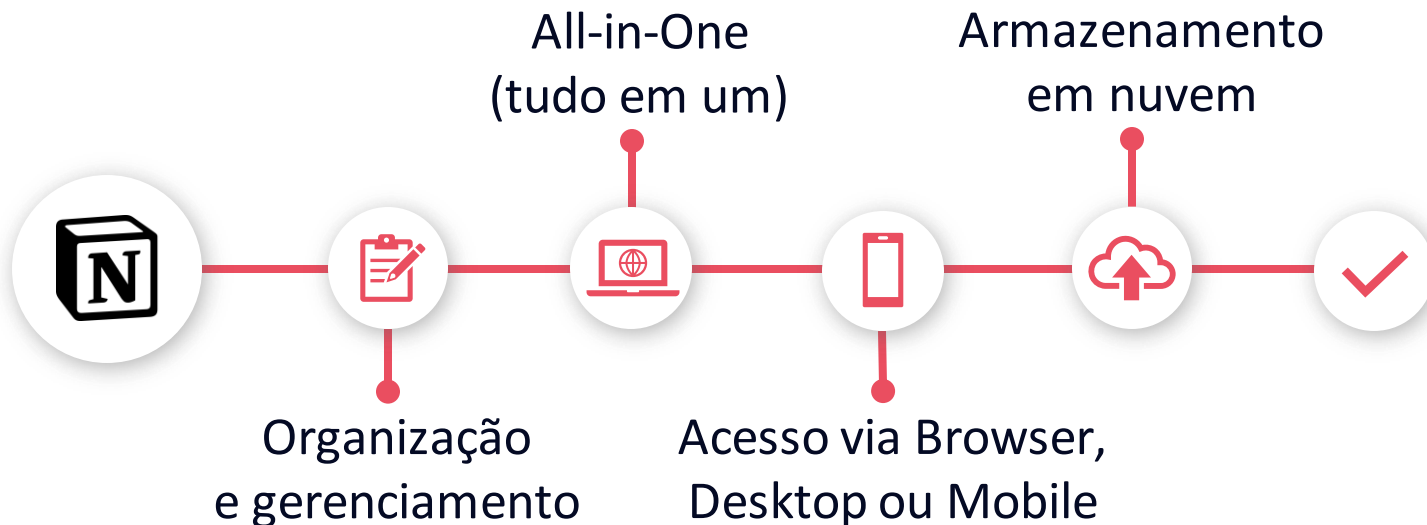 All-in-One
(tudo em um)
Armazenamento
em nuvem
N
Organização
e gerenciamento
Acesso via Browser,
Desktop ou Mobile